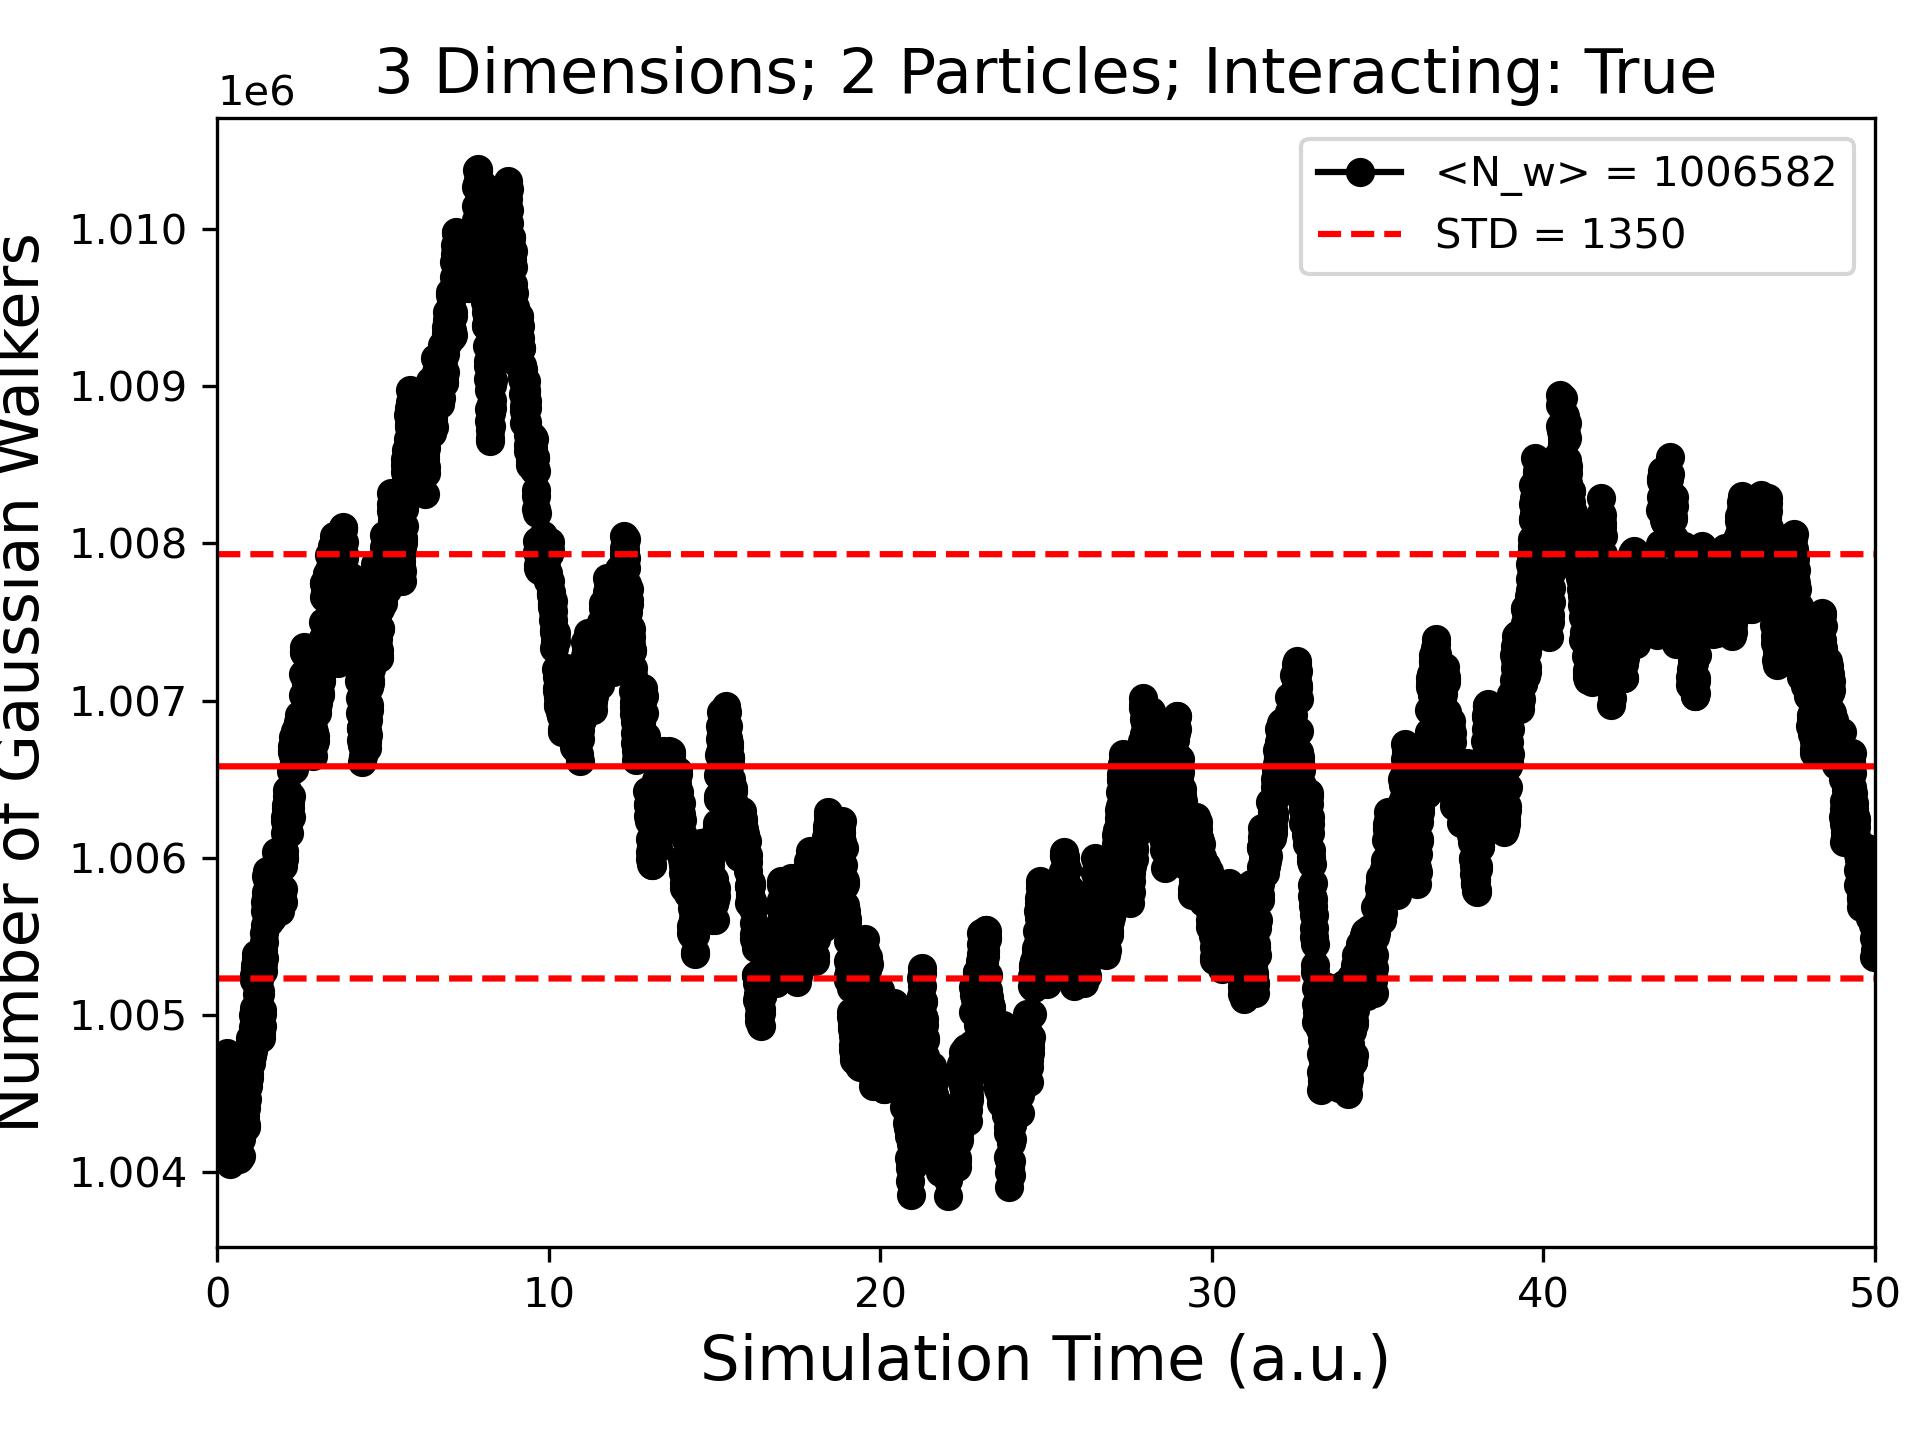 3 Dimensions; 2 Particles; Interacting: True
1e6
<N_w> = 1006582
STD = 1350
1.010
1.009
1.008
1.007
1.006
1.005
1.004
Number of Gaussian Walkers
0 10 20 30 40 50
Simulation Time (a.u.)